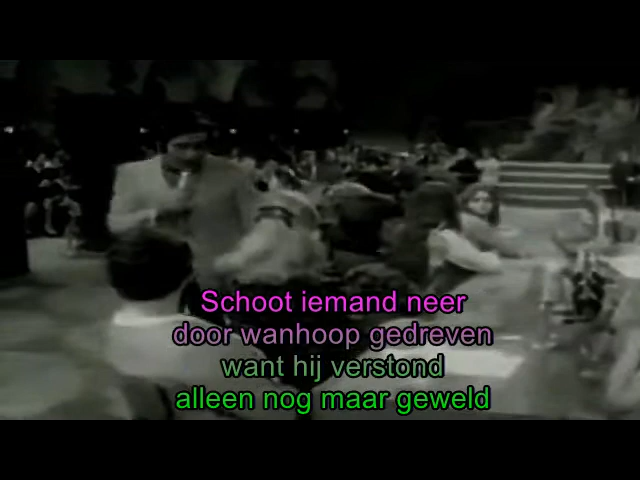 Schoot iemand neer
door wanhoop gedreven
want hij verstond
alleen nog maar geweld